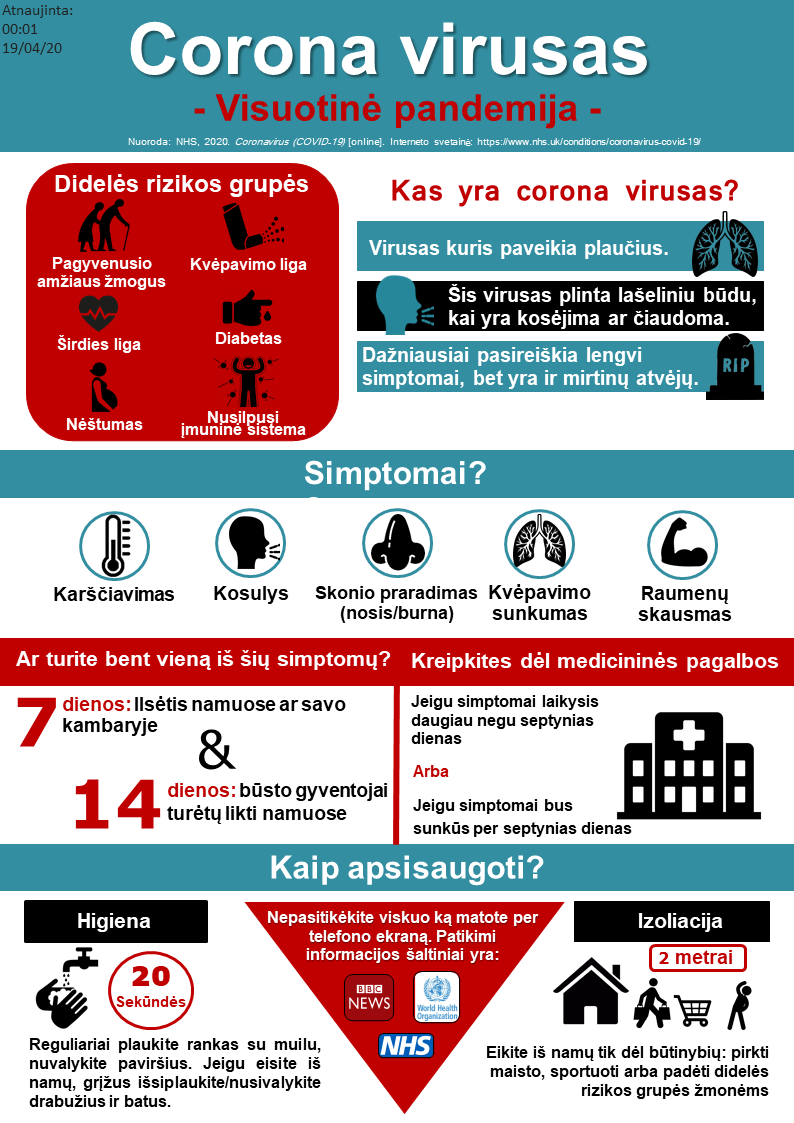 Atnaujinta:
00:01
19/04/20
Corona virusas
- Visuotinė pandemija -
Nuoroda: NHS, 2020. Coronavirus (COVID-19) [online]. Interneto svetainę: https://www.nhs.uk/conditions/coronavirus-covid-19/
Didelės rizikos grupės
Pagyvenusio
amžiaus žmogus
Kvėpavimo liga
Širdies liga
Diabetas
Nėštumas
Nusilpusi
įmuninė sistema
Kas yra corona virusas?
Virusas kuris paveikia plaučius.
Šis virusas plinta lašeliniu būdu,
kai yra kosėjima ar čiaudoma.
Dažniausiai pasireiškia lengvi
simptomai, bet yra ir mirtinų atvėjų.
RIP
Simptomai?
Karščiavimas
Kosulys
Skonio praradimas
(nosis/burna)
Kvėpavimo
sunkumas
Raumenų
skausmas
Ar turite bent vieną iš šių simptomų?
7 dienos: Ilsėtis namuose ar savo
kambaryje
&
14 dienos: būsto gyventojai
turėtų likti namuose
Kreipkites dėl medicininės pagalbos
Jeigu simptomai laikysis
daugiau negu septynias
dienas
Arba
Jeigu simptomai bus
sunkūs per septynias dienas
Kaip apsisaugoti?
Higiena
20
Sekūndės
Reguliariai plaukite rankas su muilu,
nuvalykite paviršius. Jeigu eisite iš
namų, grįžus išsiplaukite/nusivalykite
drabužius ir batus.
Nepasitikėkite viskuo ką matote per
telefono ekraną. Patikimi
informacijos šaltiniai yra:
BBC
NEWS
World Health
Organization
NHS
Izoliacija
2 metrai
Eikite iš namų tik dėl būtinybių: pirkti
maisto, sportuoti arba padėti didelės
rizikos grupės žmonėms